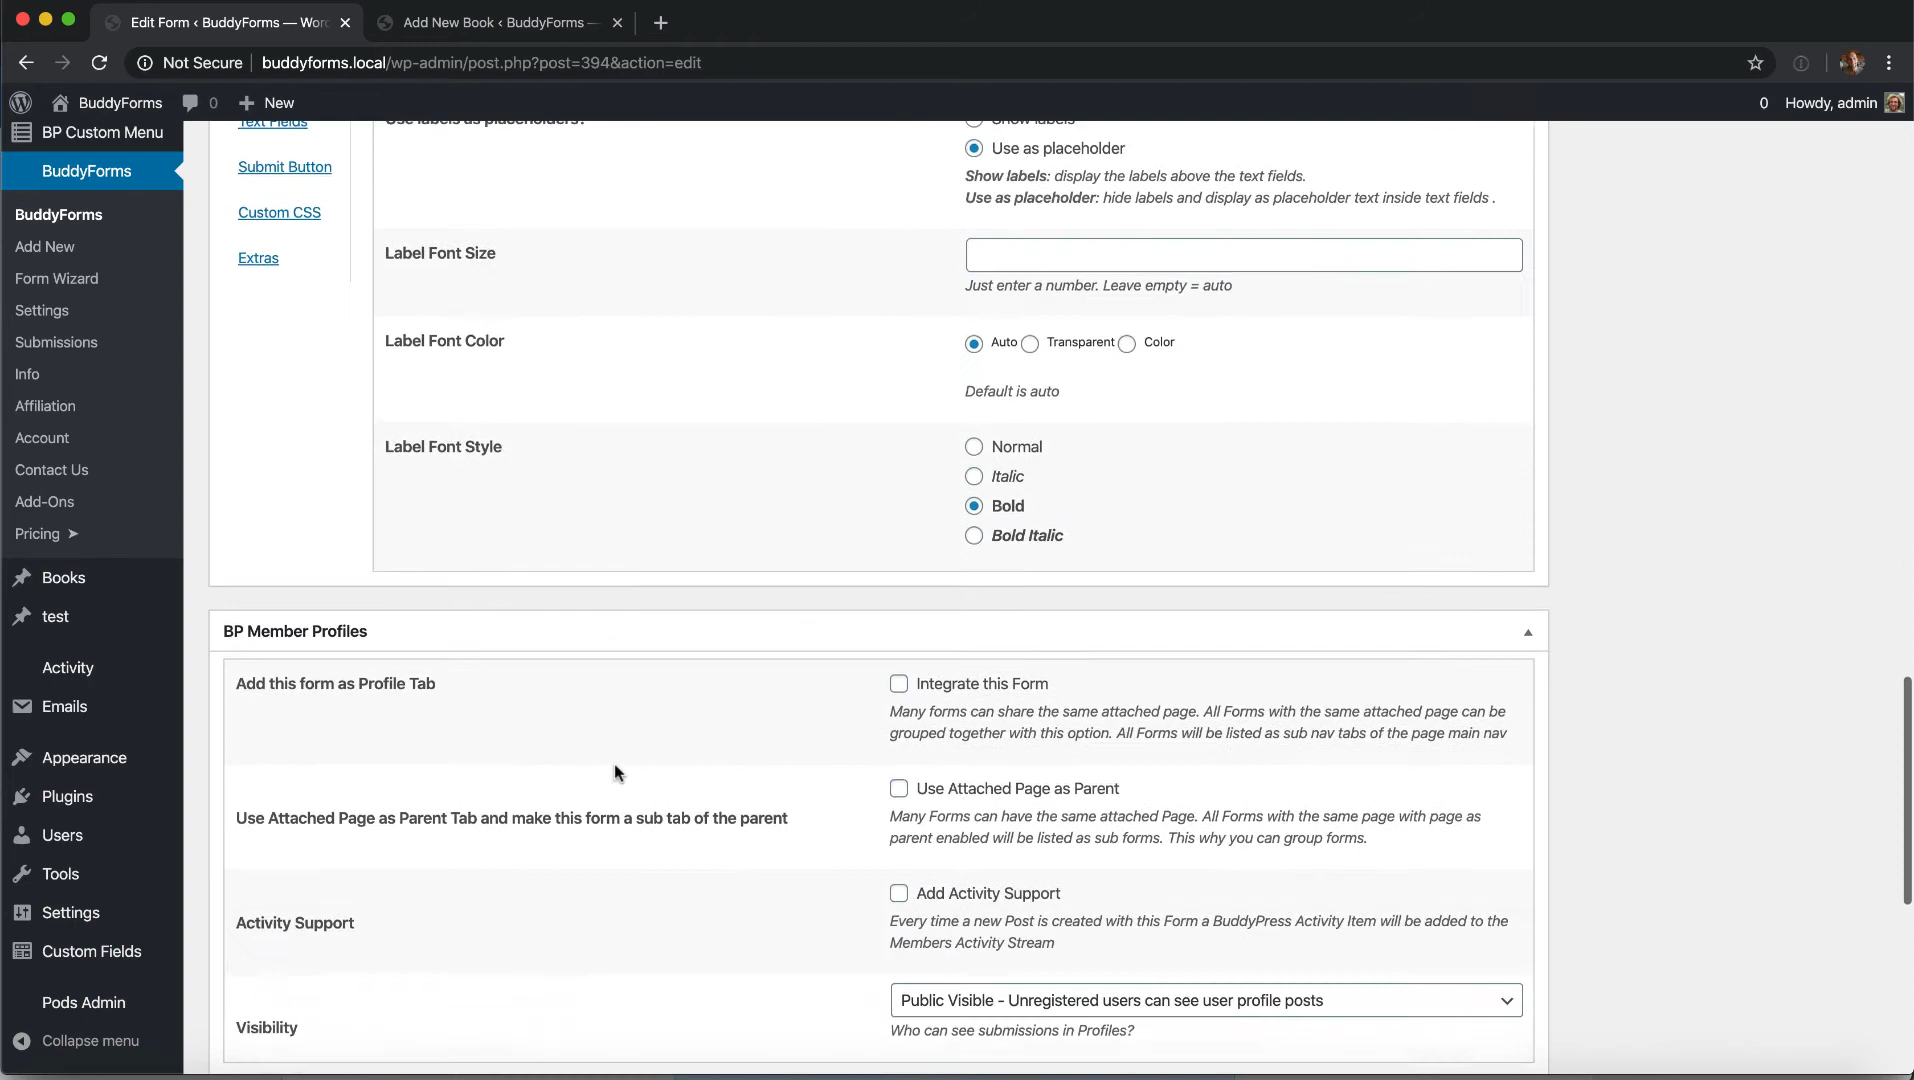 Edit Form ‹ BuddyForms — Wor
Add New Book ‹ BuddyForms —
Not Secure
buddyforms.local/wp-admin/post.php?post=394&action=edit
BuddyForms
0
New
0
Howdy, admin
BP Custom Menu
BuddyForms
BuddyForms
Add New
Form Wizard
Settings
Submissions
Info
Affiliation
Account
Contact Us
Add-Ons
Pricing ➤
Books
test
Activity
Emails
Appearance
Plugins
Users
Tools
Settings
Custom Fields
Pods Admin
Collapse menu
Text Fields
Submit Button
Custom CSS
Extras
Use labels as placeholders?
Show labels
Use as placeholder
Show labels: display the labels above the text fields.
Use as placeholder: hide labels and display as placeholder text inside text fields .
Label Font Size
Just enter a number. Leave empty = auto
Label Font Color
Auto
Transparent
Color
Default is auto
Label Font Style
Normal
Italic
Bold
Bold Italic
BP Member Profiles
Add this form as Profile Tab
Integrate this Form
Many forms can share the same attached page. All Forms with the same attached page can be
grouped together with this option. All Forms will be listed as sub nav tabs of the page main nav
Use Attached Page as Parent Tab and make this form a sub tab of the parent
Use Attached Page as Parent
Many Forms can have the same attached Page. All Forms with the same page with page as
parent enabled will be listed as sub forms. This why you can group forms.
Activity Support
Add Activity Support
Every time a new Post is created with this Form a BuddyPress Activity Item will be added to the
Members Activity Stream
Visibility
Public Visible - Unregistered users can see user profile posts
Who can see submissions in Profiles?